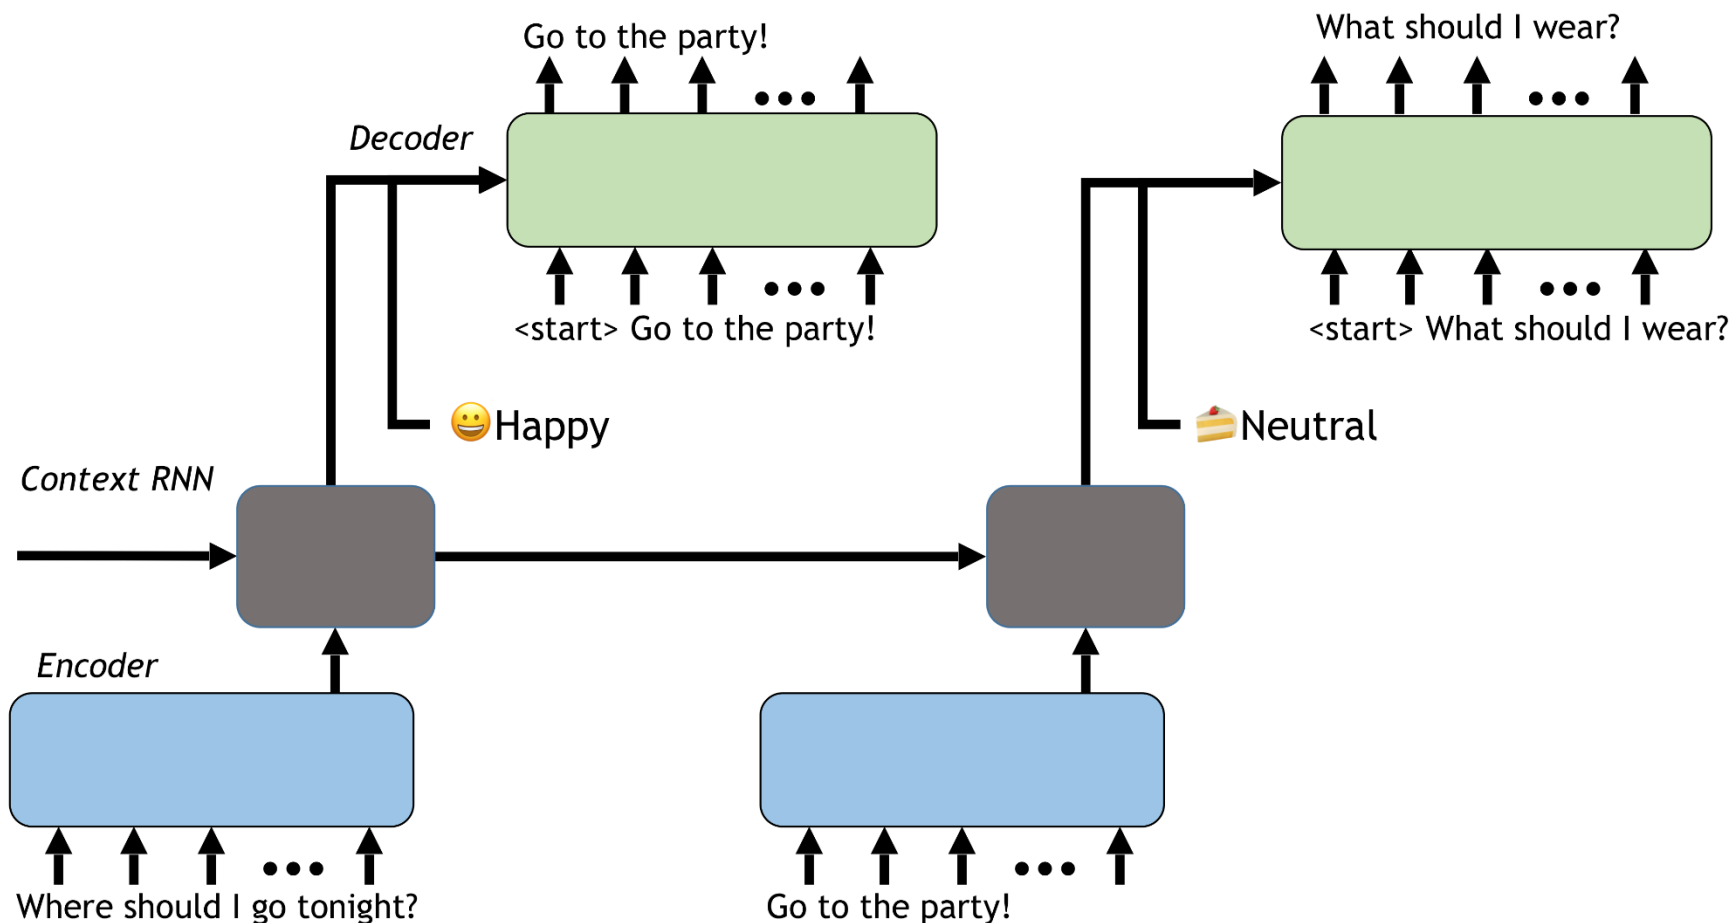 Go to the party!
What should I wear?
Decoder
<start> Go to the party!
<start> What should I wear?
😀Happy
🍰Neutral
Context RNN
Encoder
Where should I go tonight?
Go to the party!